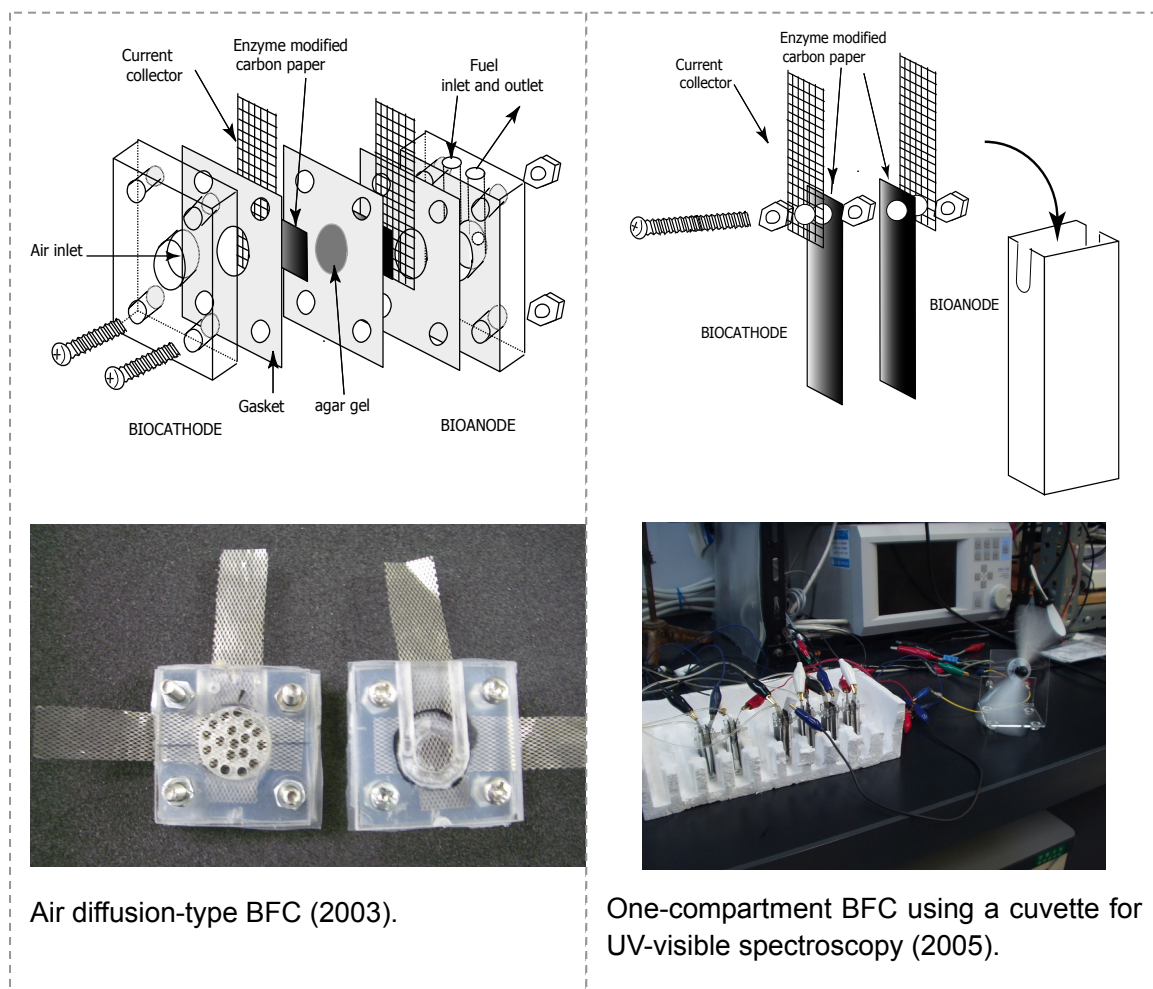 Current
collector
Enzyme modified
carbon paper
Fuel
inlet and outlet
Air inlet
Gasket
agar gel
BIOCATHODE
BIOANODE
Air diffusion-type BFC (2003).
Enzyme modified
carbon paper
Current
collector
BIOANODE
BIOCATHODE
One-compartment BFC using a cuvette for
UV-visible spectroscopy (2005).